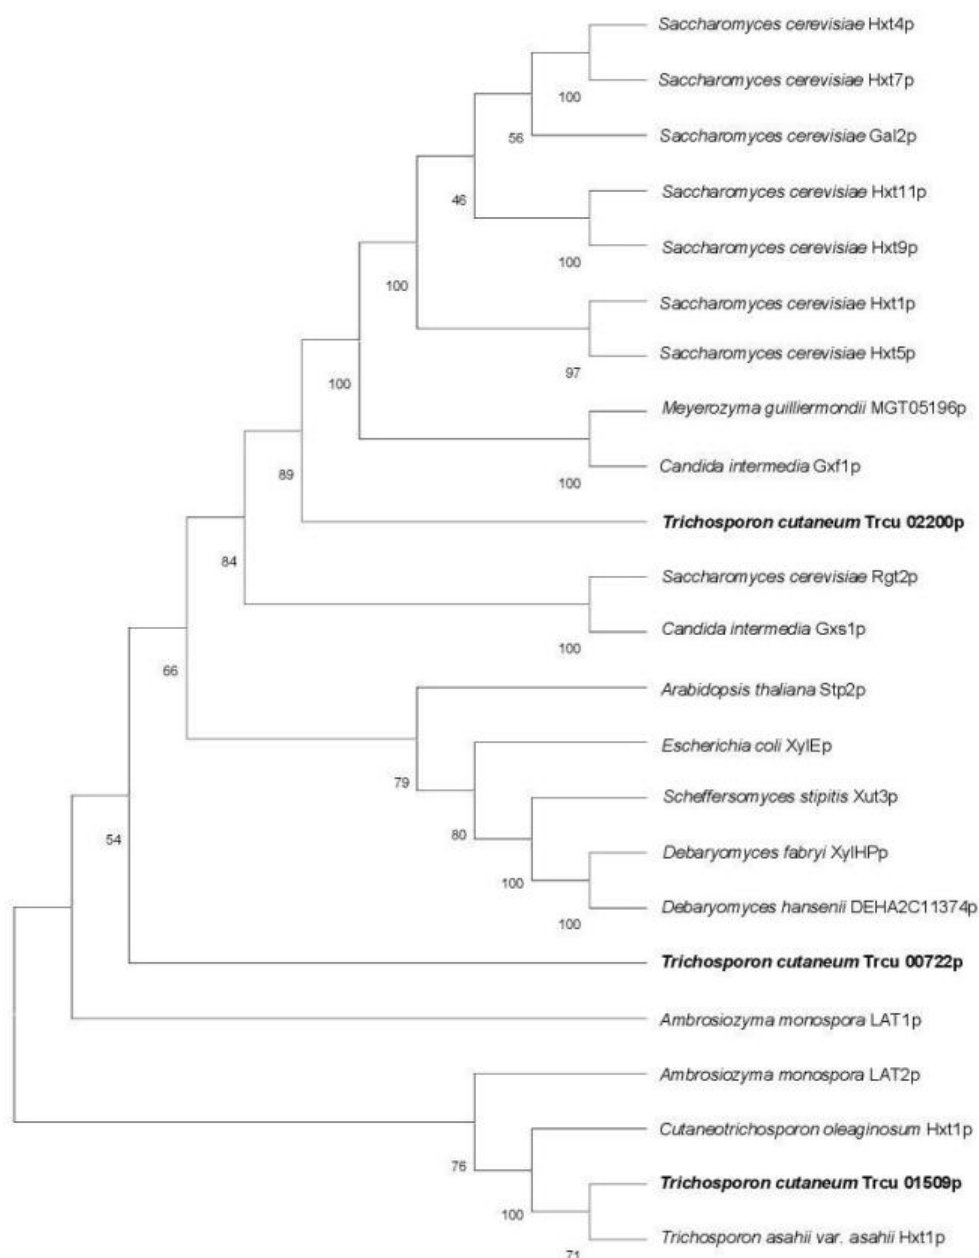 Saccharomyces cerevisiae Hxt4p
Saccharomyces cerevisiae Hxt7p
100
Saccharomyces cerevisiae Gal2p
56
Saccharomyces cerevisiae Hxt11p
46
Saccharomyces cerevisiae Hxt9p
100
100
Saccharomyces cerevisiae Hxt1p
Saccharomyces cerevisiae Hxt5p
97
100
Meyerozyma guilliermondii MGT05196p
Candida intermedia Gxf1p
100
89
Trichosporon cutaneum Trcu 02200p
84
Saccharomyces cerevisiae Rgt2p
Candida intermedia Gxs1p
100
66
Arabidopsis thaliana Stp2p
Escherichia coli XylEp
79
Scheffersomyces stipitis Xut3p
80
54
Debaryomyces fabryi XylHPp
100
Debaryomyces hansenii DEHA2C11374p
100
Trichosporon cutaneum Trcu 00722p
Ambrosiozyma monospora LAT1p
Ambrosiozyma monospora LAT2p
Cutaneotrichosporon oleaginosum Hxt1p
76
Trichosporon cutaneum Trcu 01509p
100
Trichosporon asahii var. asahii Hxt1p
71